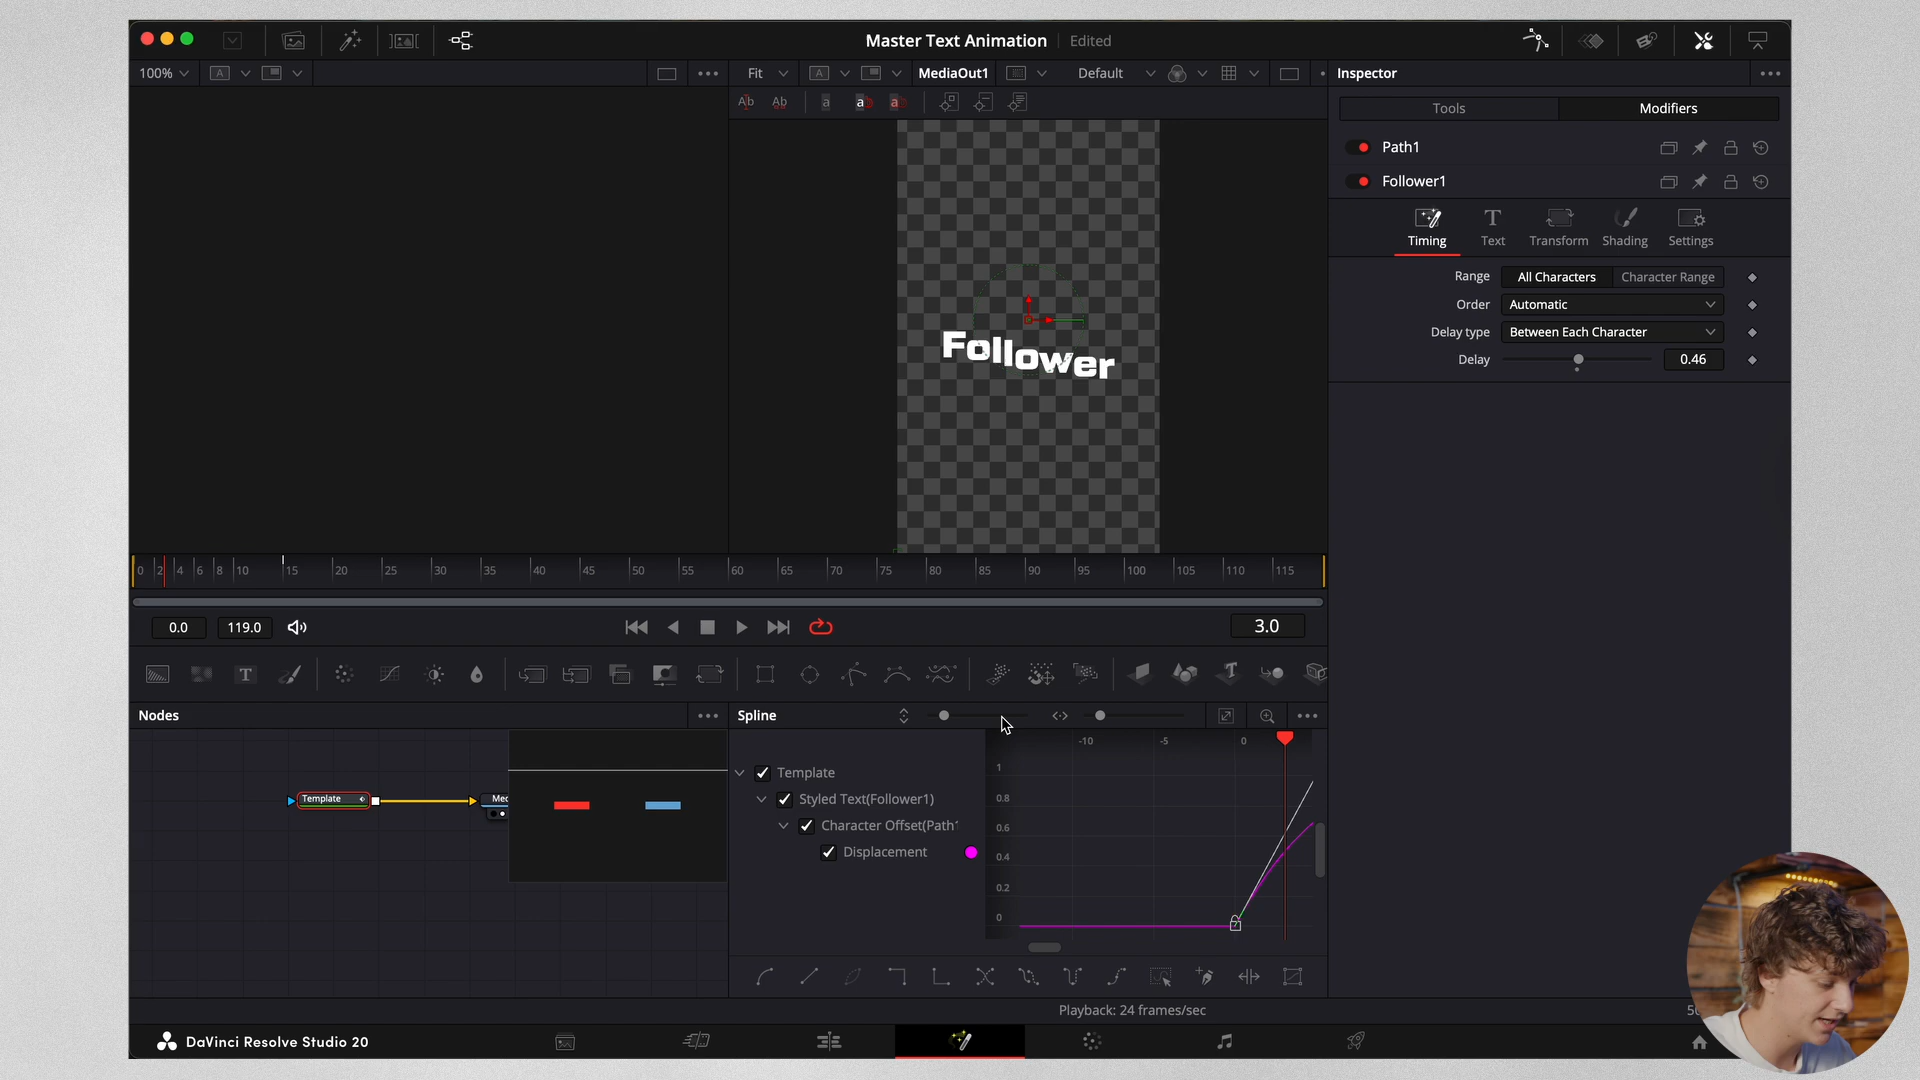 Master Text Animation Edited
100% A Fit A MediaOut1 Default Inspector
Ab Ab a a a
Tools Modifiers
Path1
Follower1
Timing Text Transform Shading Settings
Range All Characters Character Range
Order Automatic
Delay type Between Each Character
Delay 0.46
Follower
0 2 4 6 8 10 15 20 25 30 35 40 45 50 55 60 65 70 75 80 85 90 95 100 105 110 115
0.0 119.0 3.0
Nodes Spline
-10 -5 0
Template
Styled Text(Follower1)
Character Offset(Path1
Displacement
1
0.8
0.6
0.4
0.2
0
Template
Playback: 24 frames/sec
DaVinci Resolve Studio 20